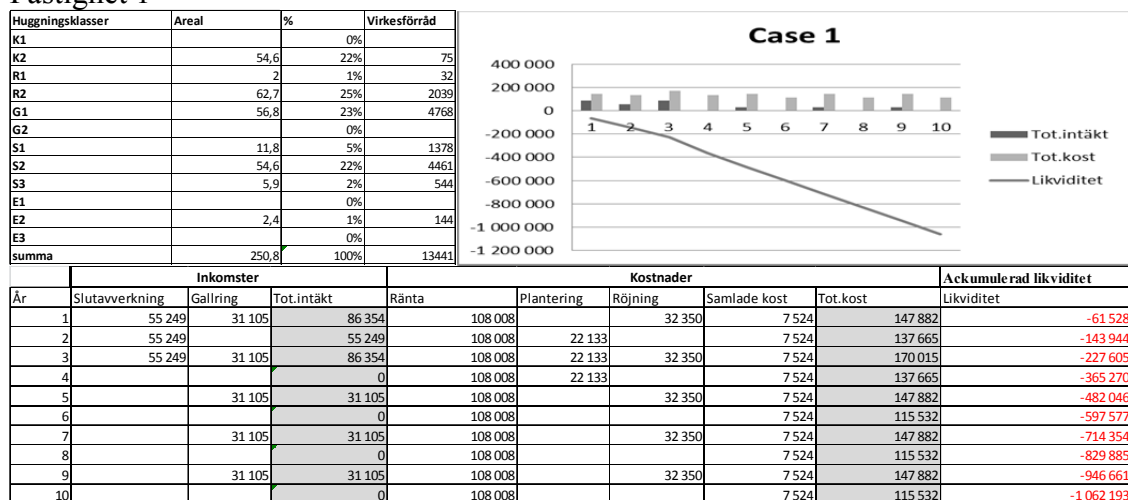 Huggningsklasser Areal % Virkesförråd
K1 0%
K2 54,6 22% 75
R1 2 1% 32
R2 62,7 25% 2039
G1 56,8 23% 4768
G2 0%
S1 11,8 5% 1378
S2 54,6 22% 4461
S3 5,9 2% 544
E1 0%
E2 2,4 1% 144
E3 0%
summa 250,8 100% 13441
Case 1
400 000
200 000
0
-200 000
-400 000
-600 000
-800 000
-1 000 000
-1 200 000
1 2 3 4 5 6 7 8 9 10
Tot.intäkt
Tot.kost
Likviditet
Inkomster Kostnader Ackumulerad likviditet
År Slutavverkning Gallring Tot.intäkt Ränta Plantering Röjning Samlade kost Tot.kost Likviditet
1 55 249 31 105 86 354 108 008 32 350 7 524 147 882 -61 528
2 55 249 55 249 108 008 22 133 7 524 137 665 -143 944
3 55 249 31 105 86 354 108 008 22 133 32 350 7 524 170 015 -227 605
4 0 108 008 22 133 7 524 137 665 -365 270
5 31 105 31 105 108 008 32 350 7 524 147 882 -482 046
6 0 108 008 7 524 115 532 -597 577
7 31 105 31 105 108 008 32 350 7 524 147 882 -714 354
8 0 108 008 7 524 115 532 -829 885
9 31 105 31 105 108 008 32 350 7 524 147 882 -946 661
10 0 108 008 7 524 115 532 -1 062 193